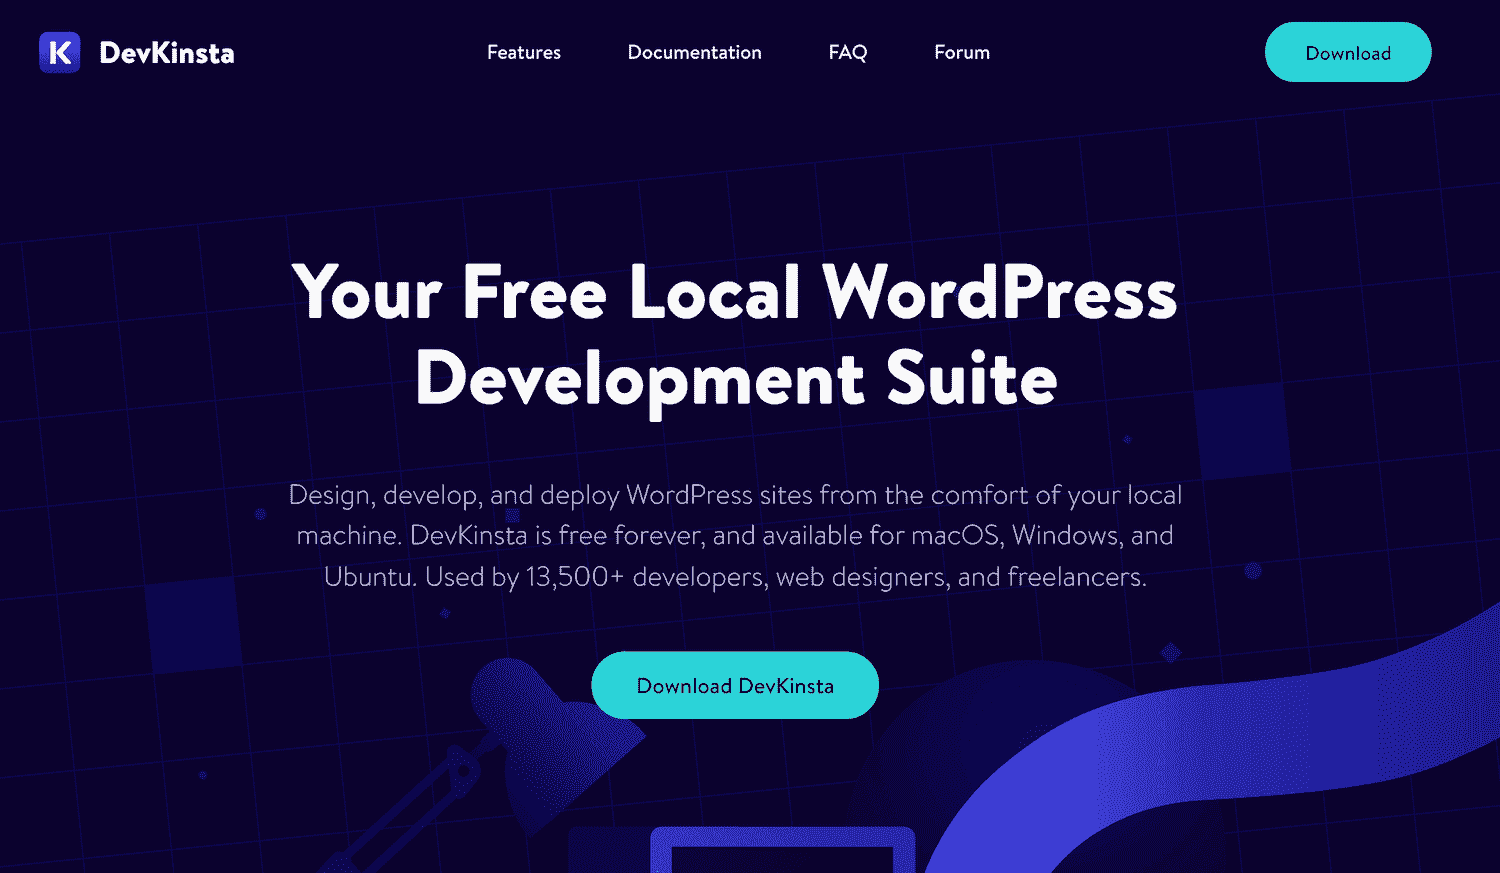 K DevKinsta Features Documentation FAQ Forum Download
Your Free Local WordPress
Development Suite
Design, develop, and deploy WordPress sites from the comfort of your local
machine. DevKinsta is free forever, and available for macOS, Windows, and
Ubuntu. Used by 13,500+ developers, web designers, and freelancers.
Download DevKinsta